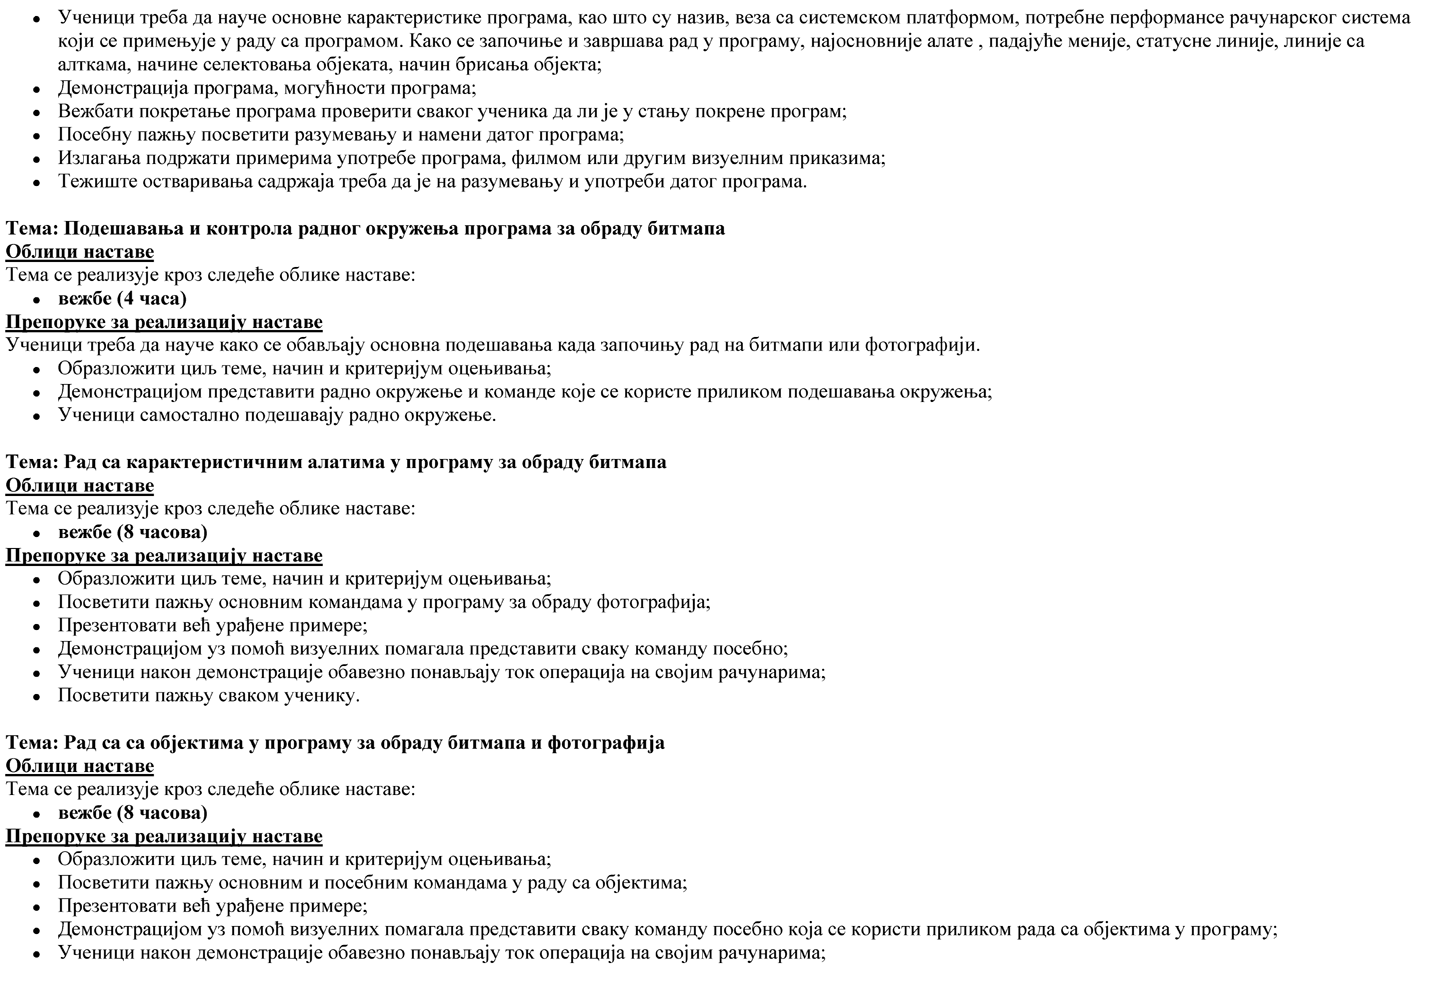 • Ученици треба да науче основне карактеристике програма, као што су назив, веза са системском платформом, потребне перформансе рачунарског система
који се примењује у раду са програмом. Како се започиње и завршава рад у програму, најосновније алате , падајуће меније, статусне линије, линије са
алткама, начине селектовања објеката, начин брисања објекта;
• Демонстрација програма, могућности програма;
• Вежбати покретање програма проверити сваког ученика да ли је у стању покрене програм;
• Посебну пажњу посветити разумевању и намени датог програма;
• Излагања подржати примерима употребе програма, филмом или другим визуелним приказима;
• Тежиште остваривања садржаја треба да је на разумевању и употреби датог програма.
Тема: Подешавања и контрола радног окружења програма за обраду битмапа
Облици наставе
Тема се реализује кроз следеће облике наставе:
• вежбе (4 часа)
Препоруке за реализацију наставе
Ученици треба да науче како се обављају основна подешавања када започињу рад на битмапи или фотографији.
• Образложити циљ теме, начин и критеријум оцењивања;
• Демонстрацијом представити радно окружење и команде које се користе приликом подешавања окружења;
• Ученици самостално подешавају радно окружење.
Тема: Рад са карактеристичним алатима у програму за обраду битмапа
Облици наставе
Тема се реализује кроз следеће облике наставе:
• вежбе (8 часова)
Препоруке за реализацију наставе
• Образложити циљ теме, начин и критеријум оцењивања;
• Посветити пажњу основним командама у програму за обраду фотографија;
• Презентовати већ урађене примере;
• Демонстрацијом уз помоћ визуелних помагала представити сваку команду посебно;
• Ученици након демонстрације обавезно понављају ток операција на својим рачунарима;
• Посветити пажњу сваком ученику.
Тема: Рад са са објектима у програму за обраду битмапа и фотографија
Облици наставе
Тема се реализује кроз следеће облике наставе:
• вежбе (8 часова)
Препоруке за реализацију наставе
• Образложити циљ теме, начин и критеријум оцењивања;
• Посветити пажњу основним и посебним командама у раду са објектима;
• Презентовати већ урађене примере;
• Демонстрацијом уз помоћ визуелних помагала представити сваку команду посебно која се користи приликом рада са објектима у програму;
• Ученици након демонстрације обавезно понављају ток операција на својим рачунарима;